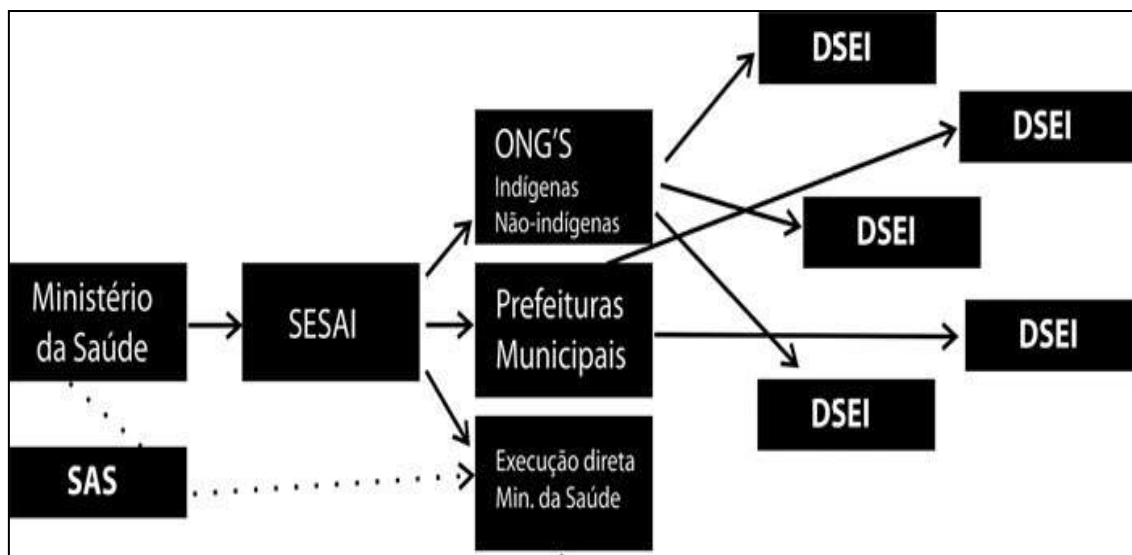 DSEI
DSEI
ONG'S
Indígenas
Não-indígenas
DSEI
Ministério
da Saúde
SESAI
Prefeituras
Municipais
DSEI
DSEI
SAS
Execução direta
Min. da Saúde